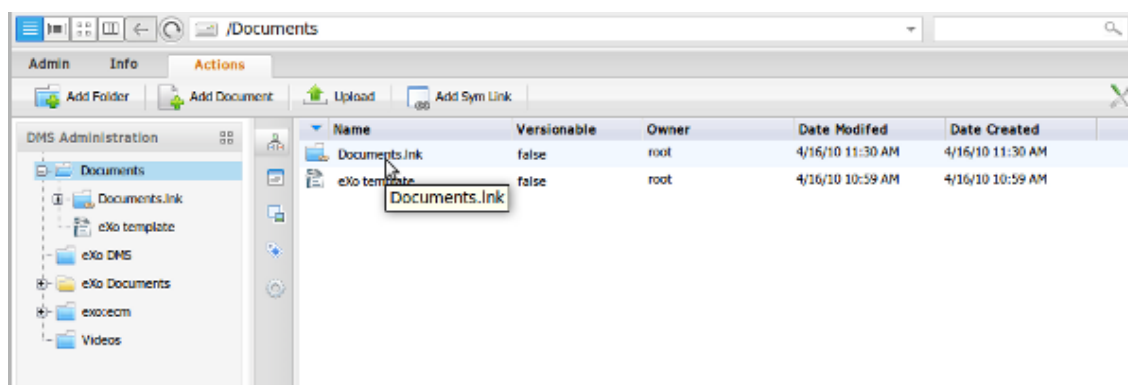 /Documents
Admin Info Actions
Add Folder Add Document Upload Add Sym Link
DMS Administration
Documents
Documents.lnk
eXo template
eXo DMS
eXo Documents
exo:ecm
Videos
Name Versionable Owner Date Modifed Date Created
Documents.lnk false root 4/16/10 11:30 AM 4/16/10 11:30 AM
eXo template false root 4/16/10 10:59 AM 4/16/10 10:59 AM
Documents.lnk